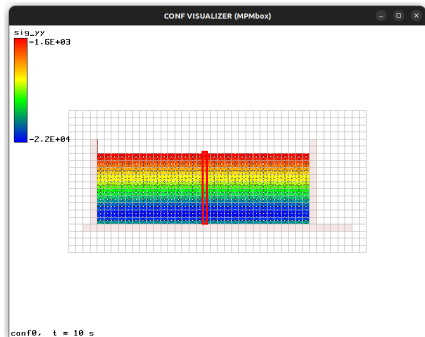 CONF VISUALIZER (MPMbox)
sig_yy
-1.6E+03
-2.2E+04
conf0,  t = 10 s